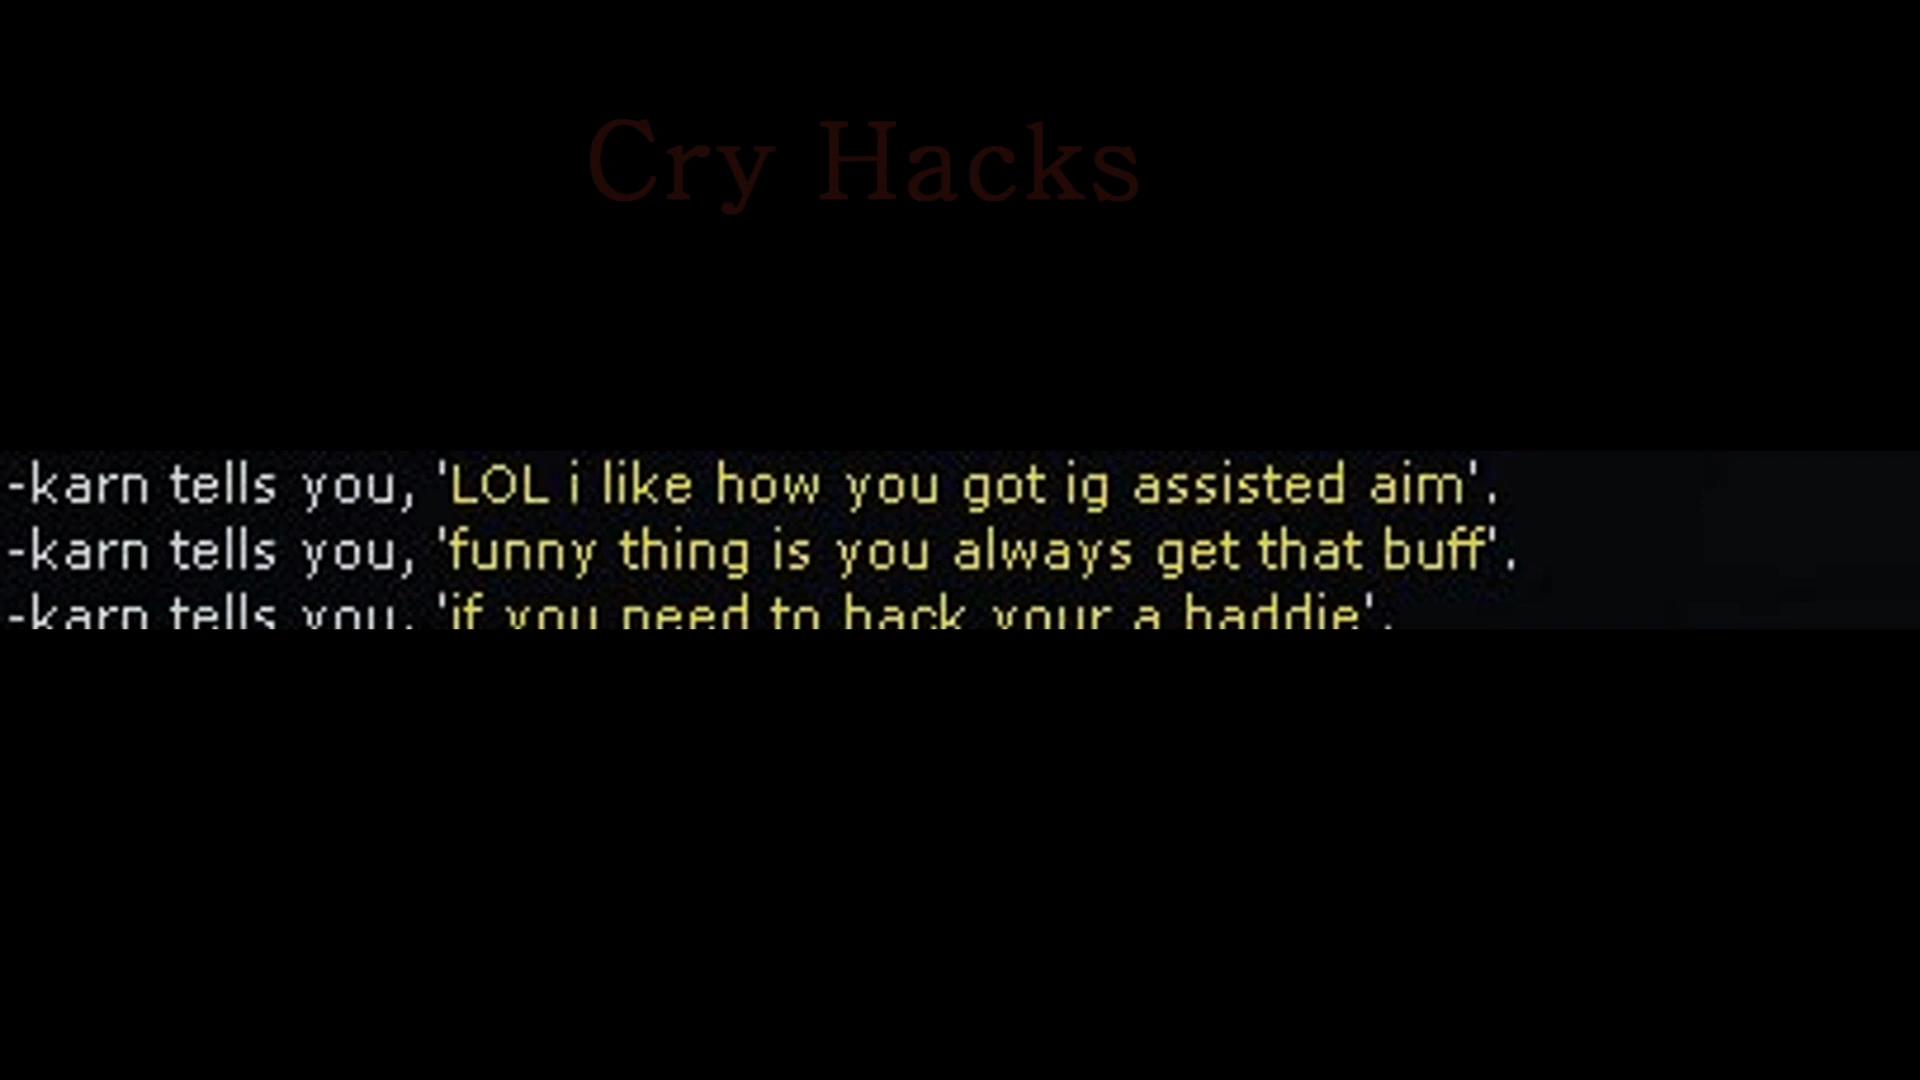 Cry Hacks
-karn tells you, 'LOL i like how you got ig assisted aim'.
-karn tells you, 'funny thing is you always get that buff'.
-karn tells you, 'if you need to hack your a baddie'.